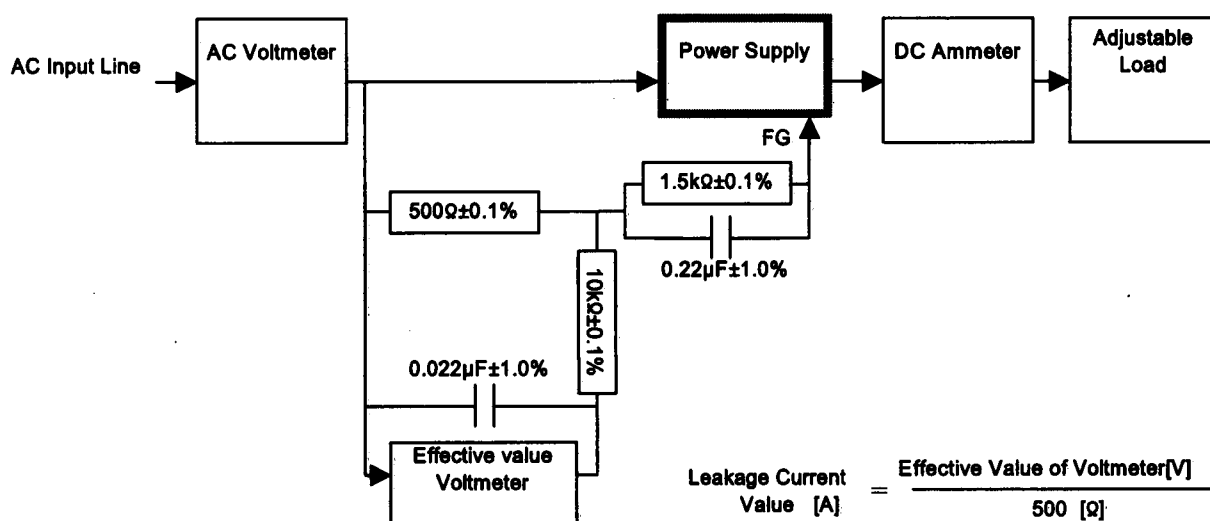 AC Input Line
AC Voltmeter
Power Supply
DC Ammeter
Adjustable
Load
FG
1.5kΩ±0.1%
500Ω±0.1%
0.22µF±1.0%
10kΩ±0.1%
0.022µF±1.0%
Effective value
Voltmeter
Leakage Current
Value [A]
=
Effective Value of Voltmeter[V]
500 [Ω]